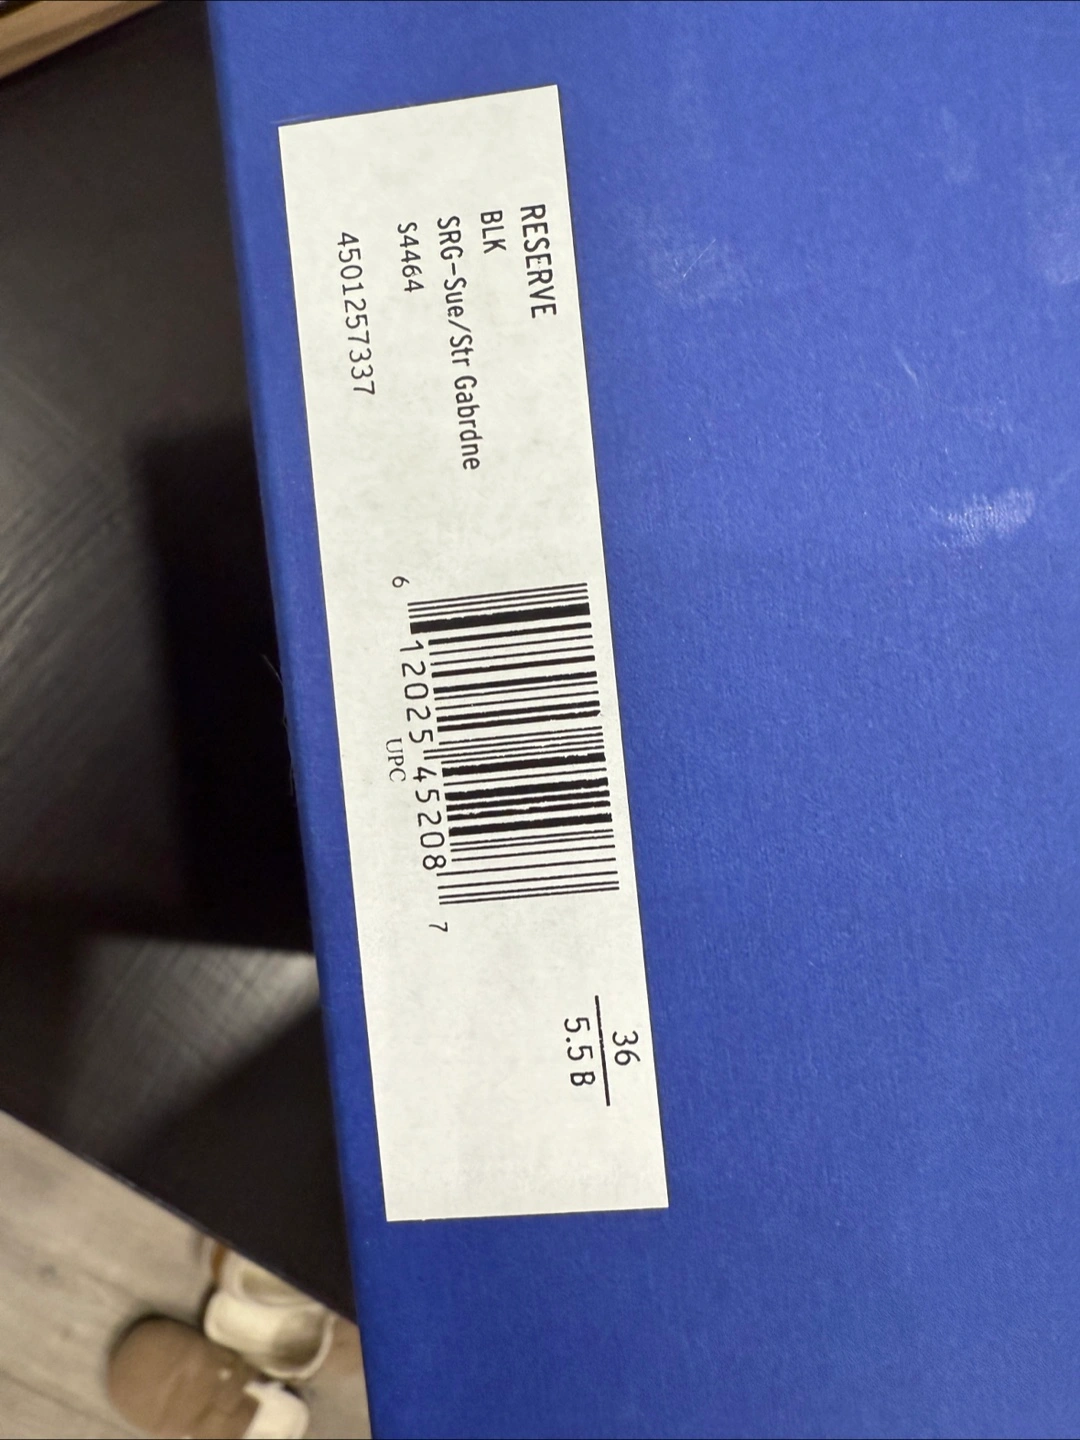 RESERVE
BLK
SRG-Sue/Str Gabrdne
S4464
4501257337
6 12025 45208 7
UPC
36
5.5 B